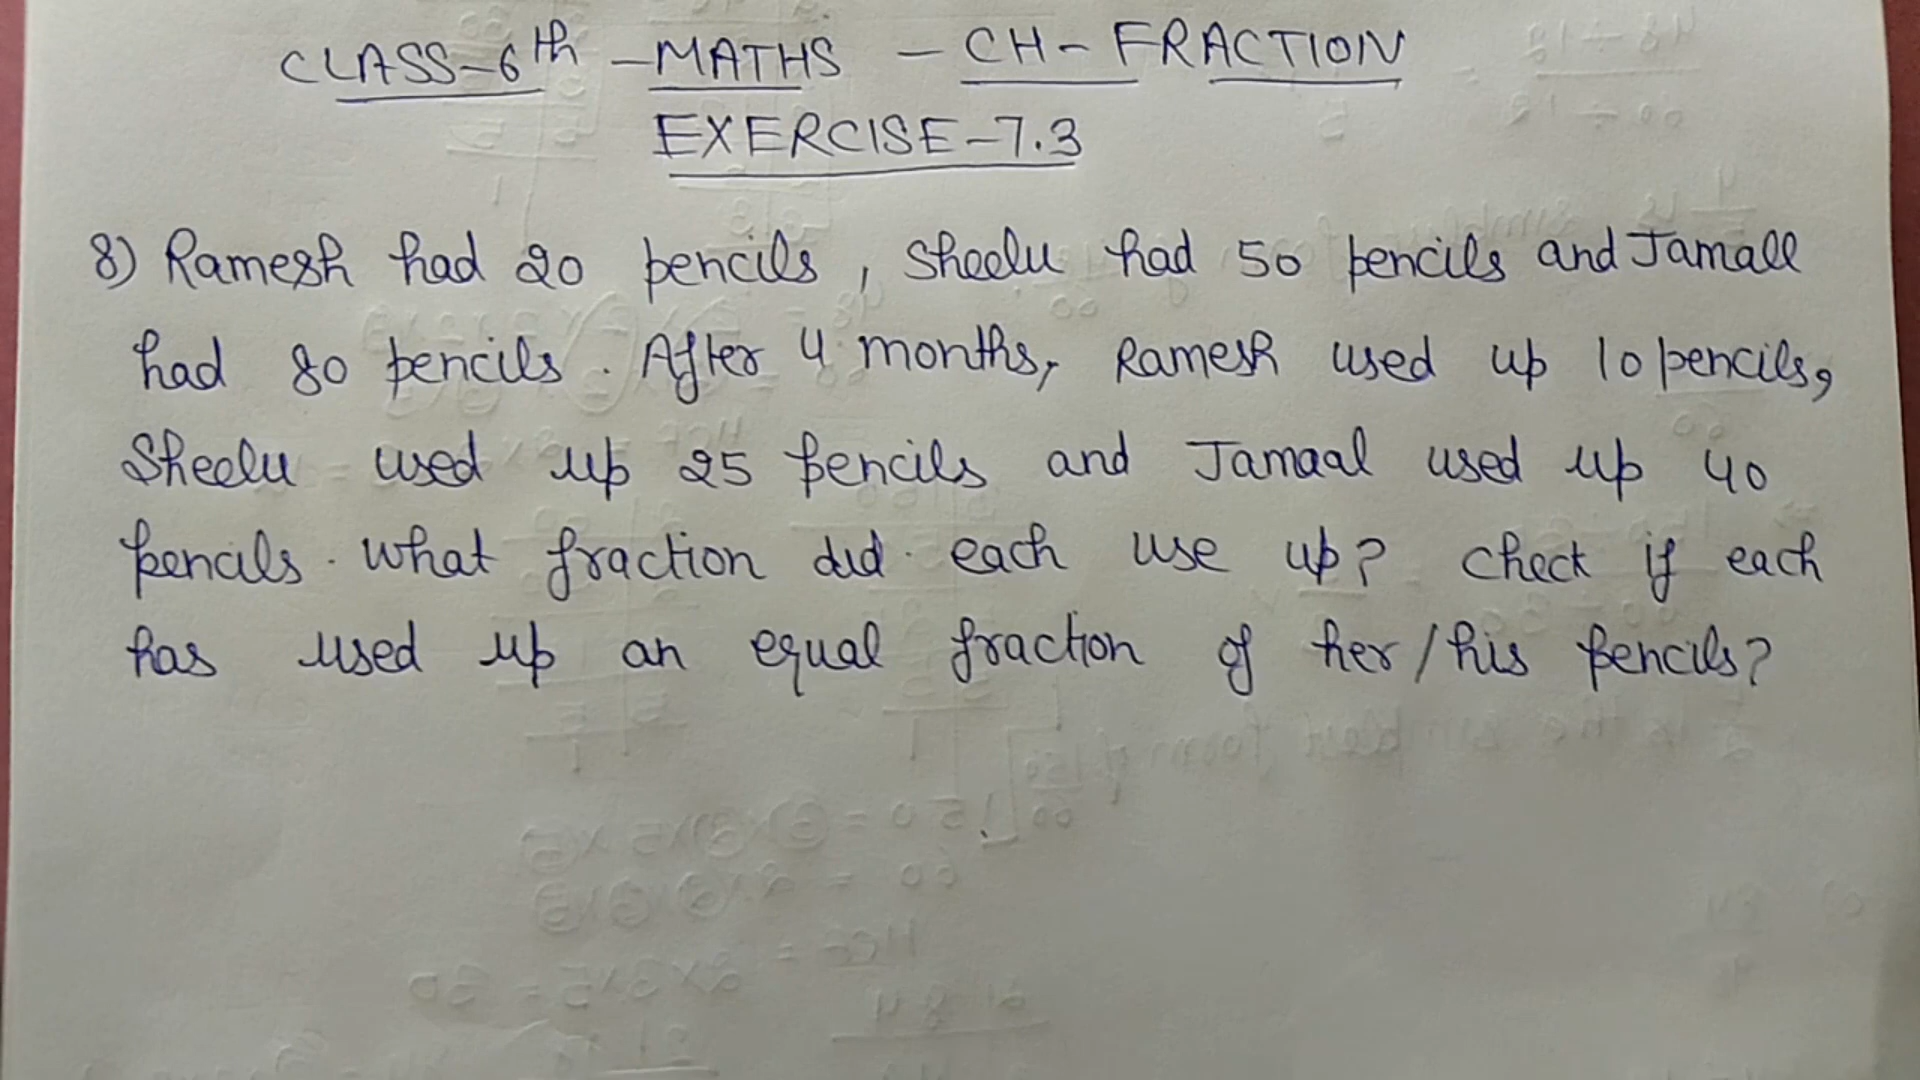 CLASS-6th - MATHS - CH- FRACTION
EXERCISE-7.3
8) Ramesh had 20 pencils, Sheelu had 50 pencils and Jamall
had 80 pencils. After 4 months, Ramesh used up 10 pencils,
Sheelu used up 25 pencils and Jamaal used up 40
pencils. What fraction did each use up? Check if each
has used up an equal fraction of her/his pencils?